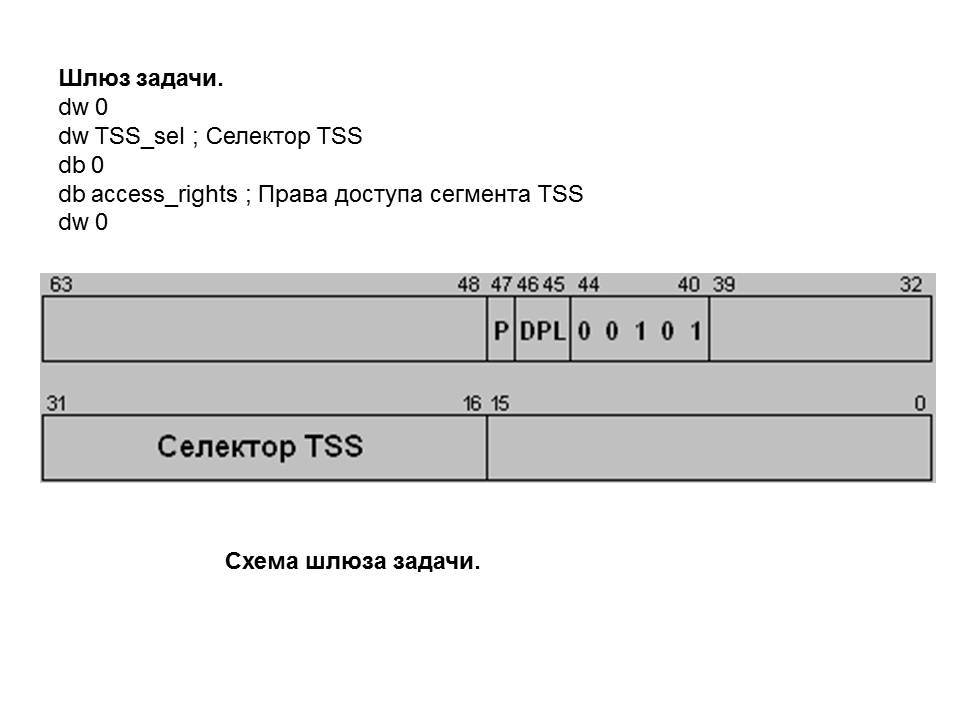 Шлюз задачи.
dw 0
dw TSS_sel ; Селектор TSS
db 0
db access_rights ; Права доступа сегмента TSS
dw 0
63 48 47 46 45 44 40 39 32
P DPL 0 0 1 0 1
31 16 15 0
Селектор TSS
Схема шлюза задачи.